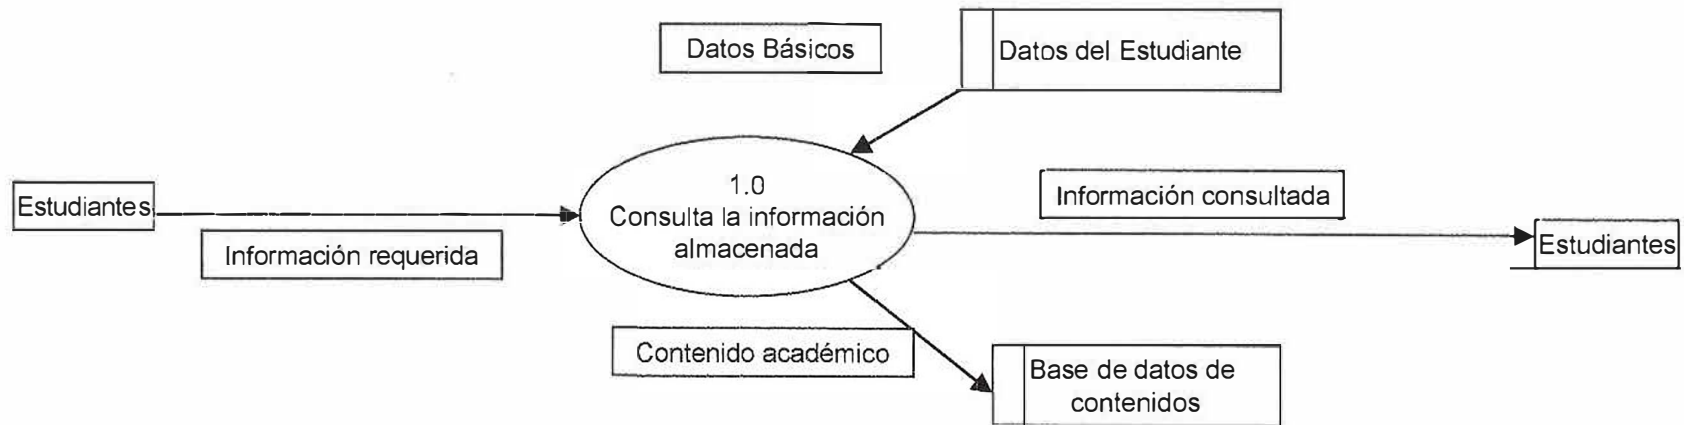 Datos Básicos
Datos del Estudiante
1.0
Consulta la información
almacenada
Estudiantes
Información requerida
Información consultada
Estudiantes
Contenido académico
Base de datos de
contenidos